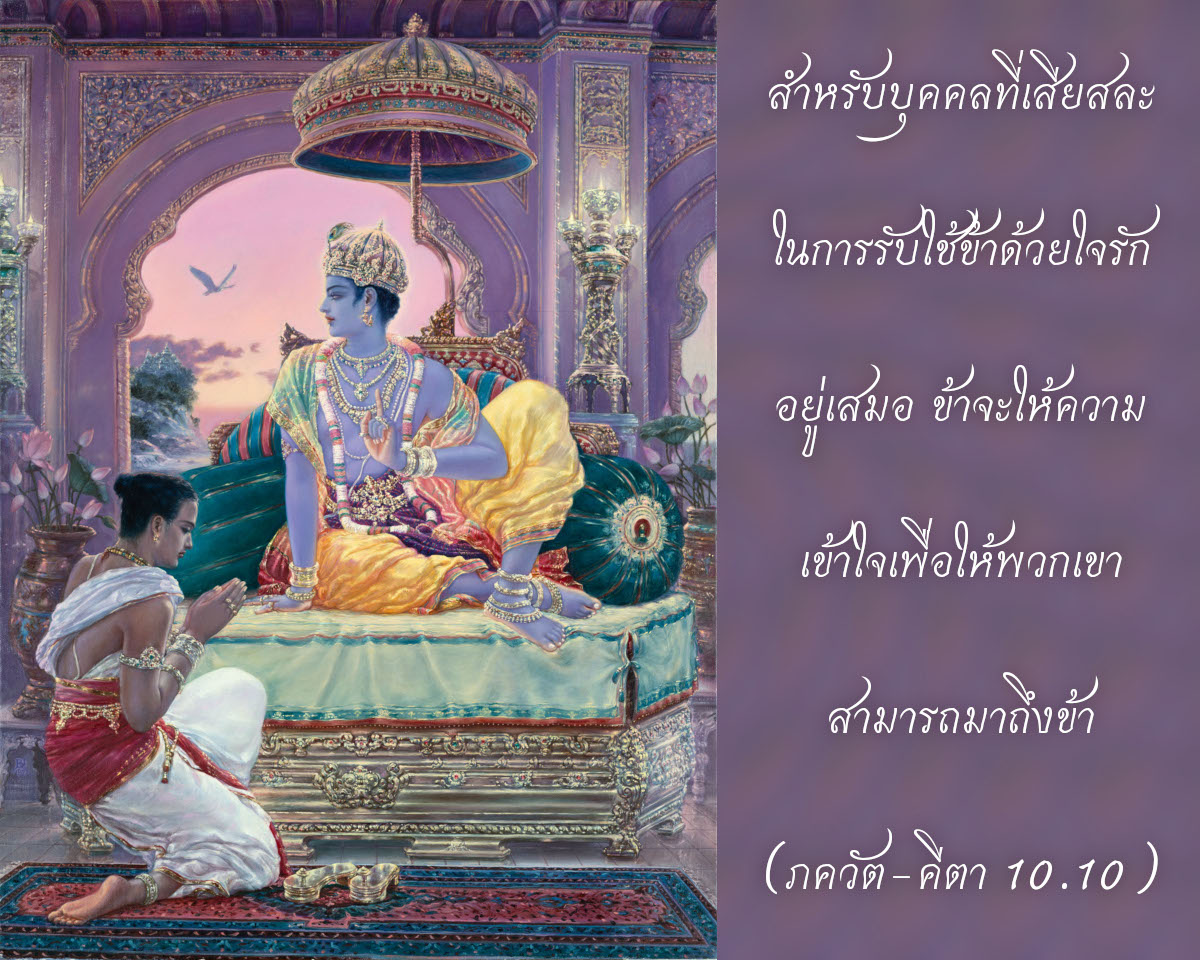 สำหรับบุคคลที่เสียสละ
ในการรับใช้ข้าด้วยใจรัก
อยู่เสมอ ข้าจะให้ความ
เข้าใจเพื่อให้พวกเขา
สามารถมาถึงข้า
(ภควัต-คีตา 10.10 )